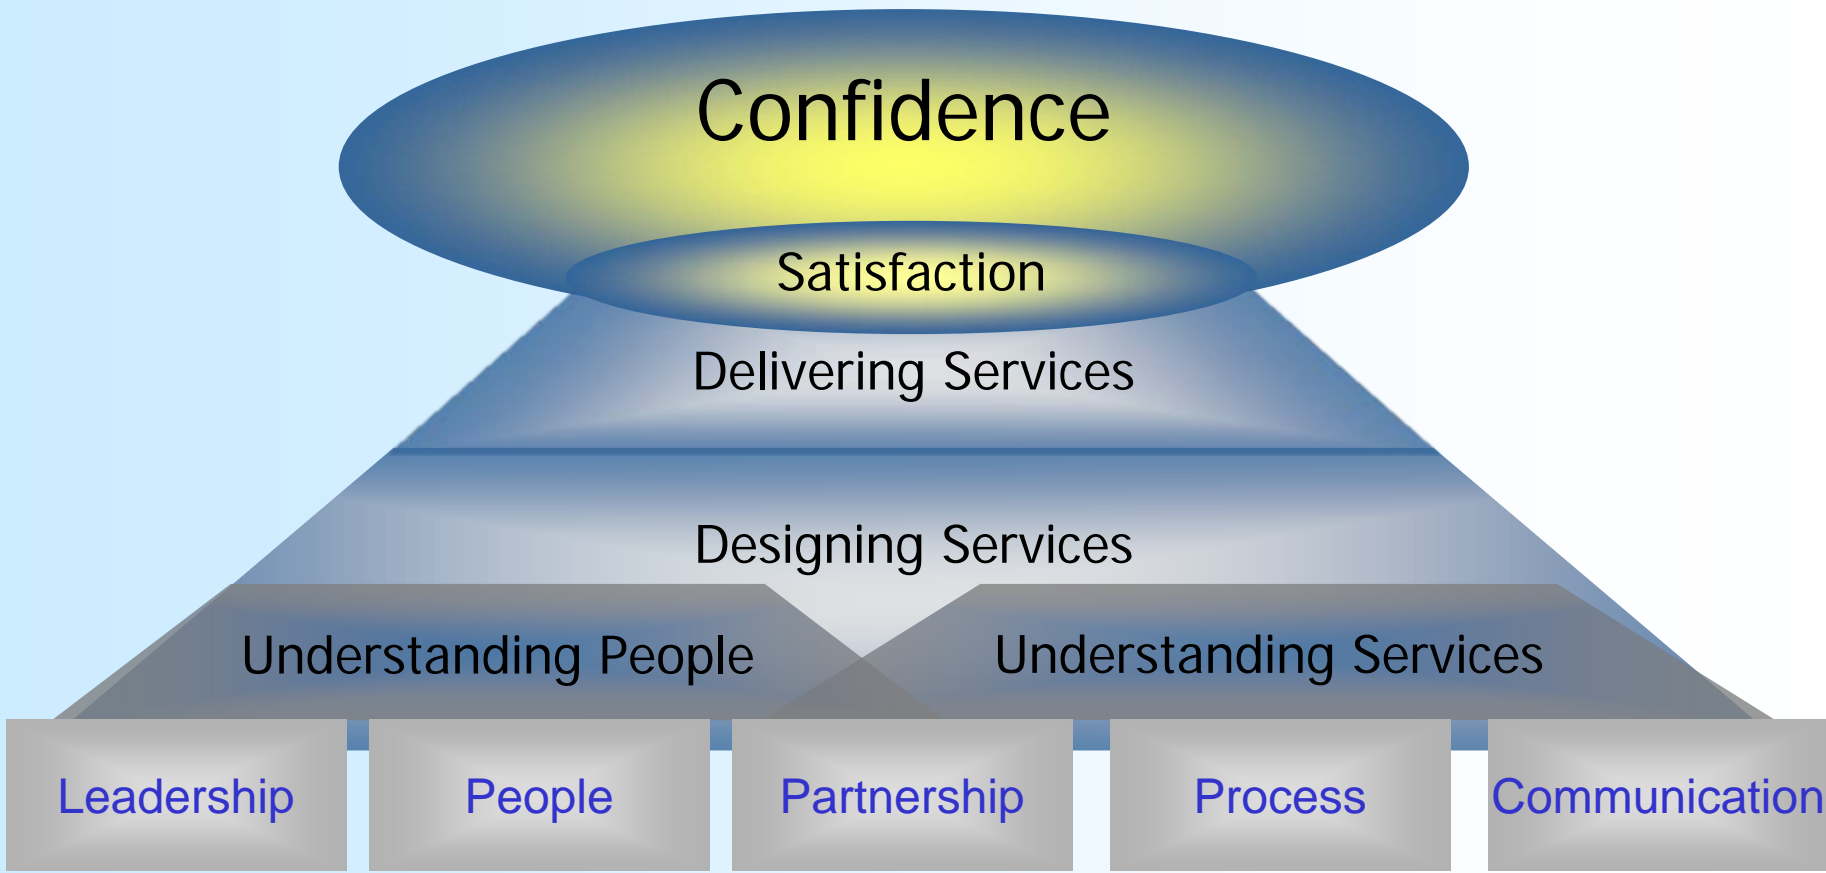 Confidence
Satisfaction
Delivering Services
Designing Services
Understanding People
Understanding Services
Leadership
People
Partnership
Process
Communication